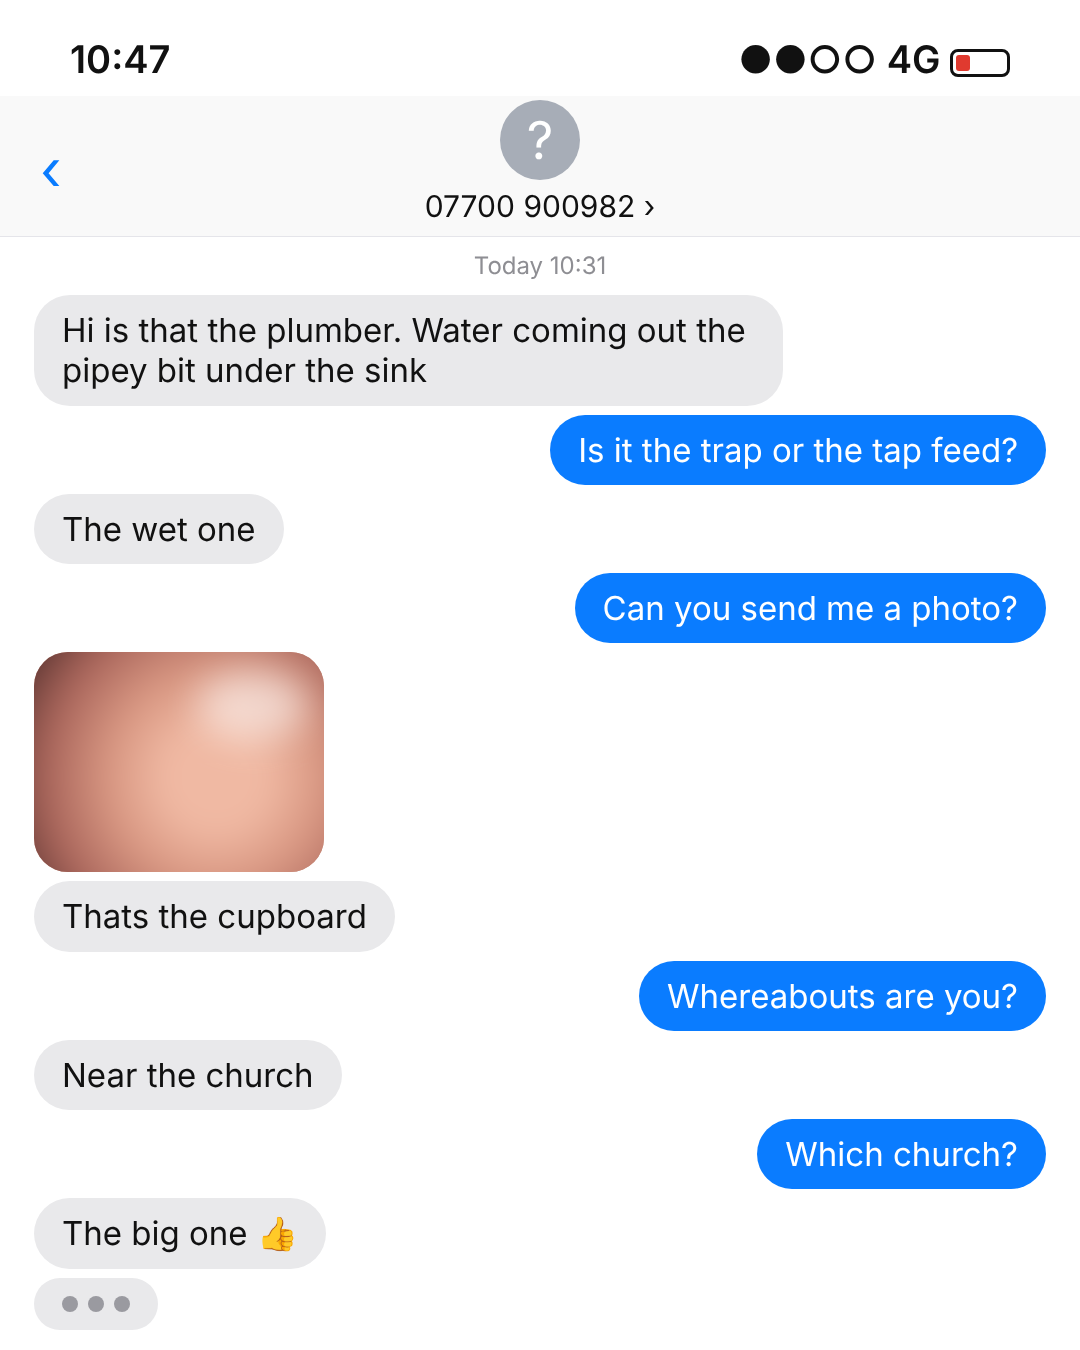 10:47 4G
?
07700 900982 ›
Today 10:31
Hi is that the plumber. Water coming out the
pipey bit under the sink
Is it the trap or the tap feed?
The wet one
Can you send me a photo?
Thats the cupboard
Whereabouts are you?
Near the church
Which church?
The big one 👍